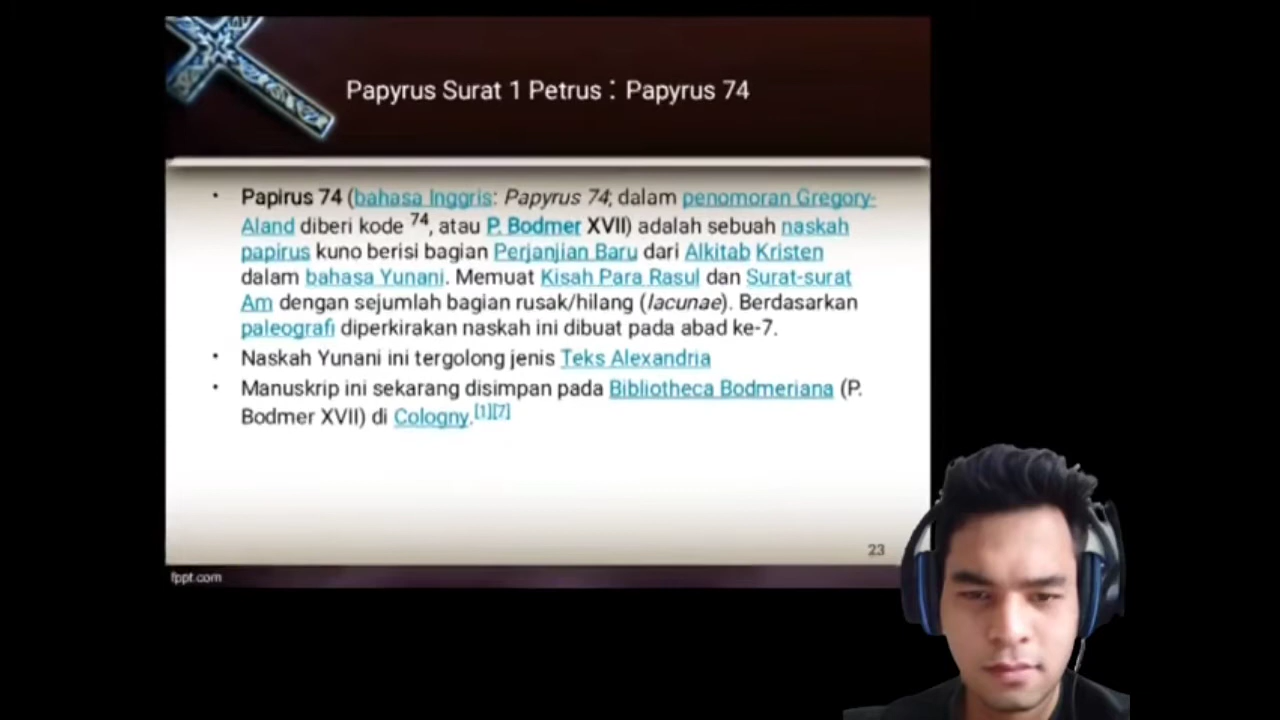 Papyrus Surat 1 Petrus : Papyrus 74
• Papirus 74 (bahasa Inggris: Papyrus 74; dalam penomoran Gregory-
Aland diberi kode 74, atau P. Bodmer XVII) adalah sebuah naskah
papirus kuno berisi bagian Perjanjian Baru dari Alkitab Kristen
dalam bahasa Yunani. Memuat Kisah Para Rasul dan Surat-surat
Am dengan sejumlah bagian rusak/hilang (lacunae). Berdasarkan
paleografi diperkirakan naskah ini dibuat pada abad ke-7.
• Naskah Yunani ini tergolong jenis Teks Alexandria
• Manuskrip ini sekarang disimpan pada Bibliotheca Bodmeriana (P.
Bodmer XVII) di Cologny.[1][7]
23
fppt.com